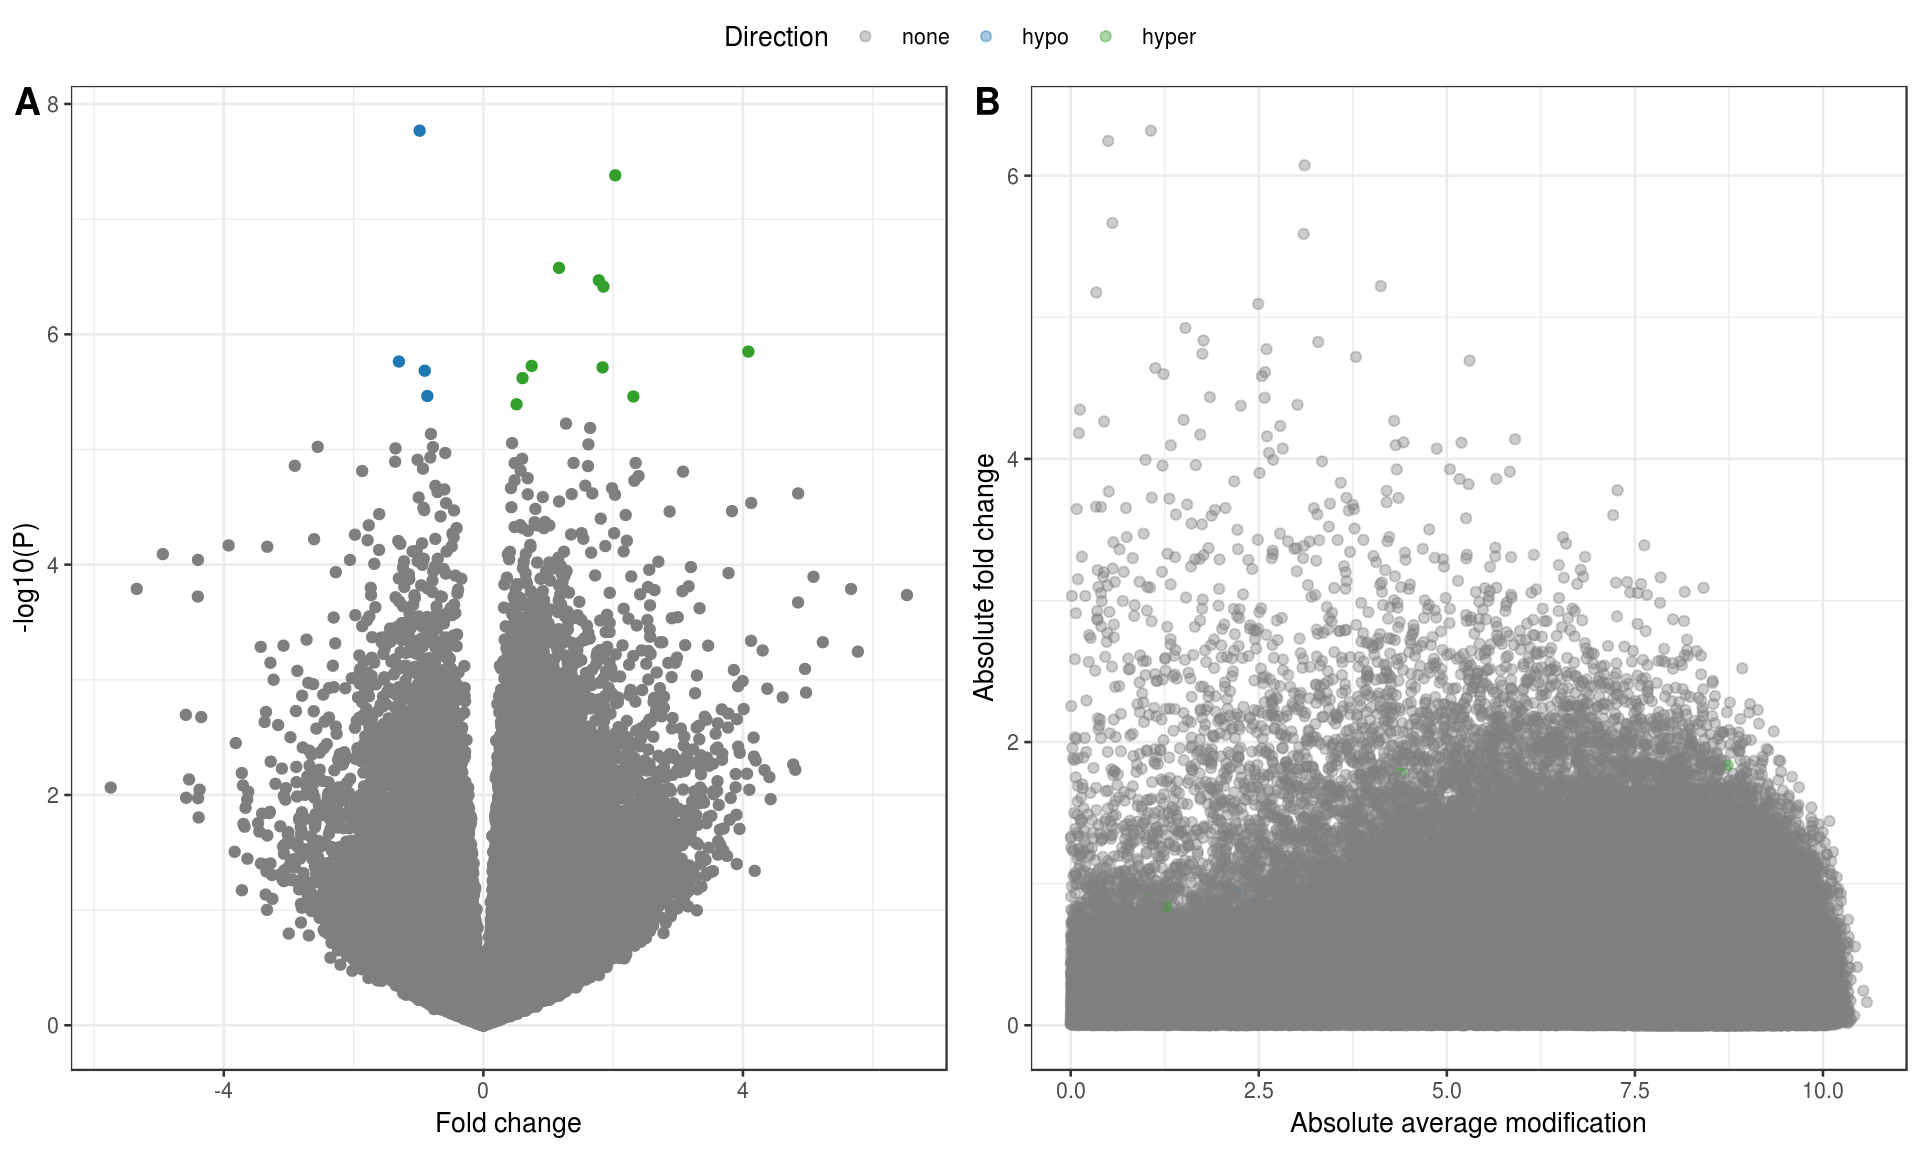 Direction none hypo hyper
A
8
6
4
2
0
-log10(P)
-4 0 4
Fold change
B
6
4
2
0
Absolute fold change
0.0 2.5 5.0 7.5 10.0
Absolute average modification